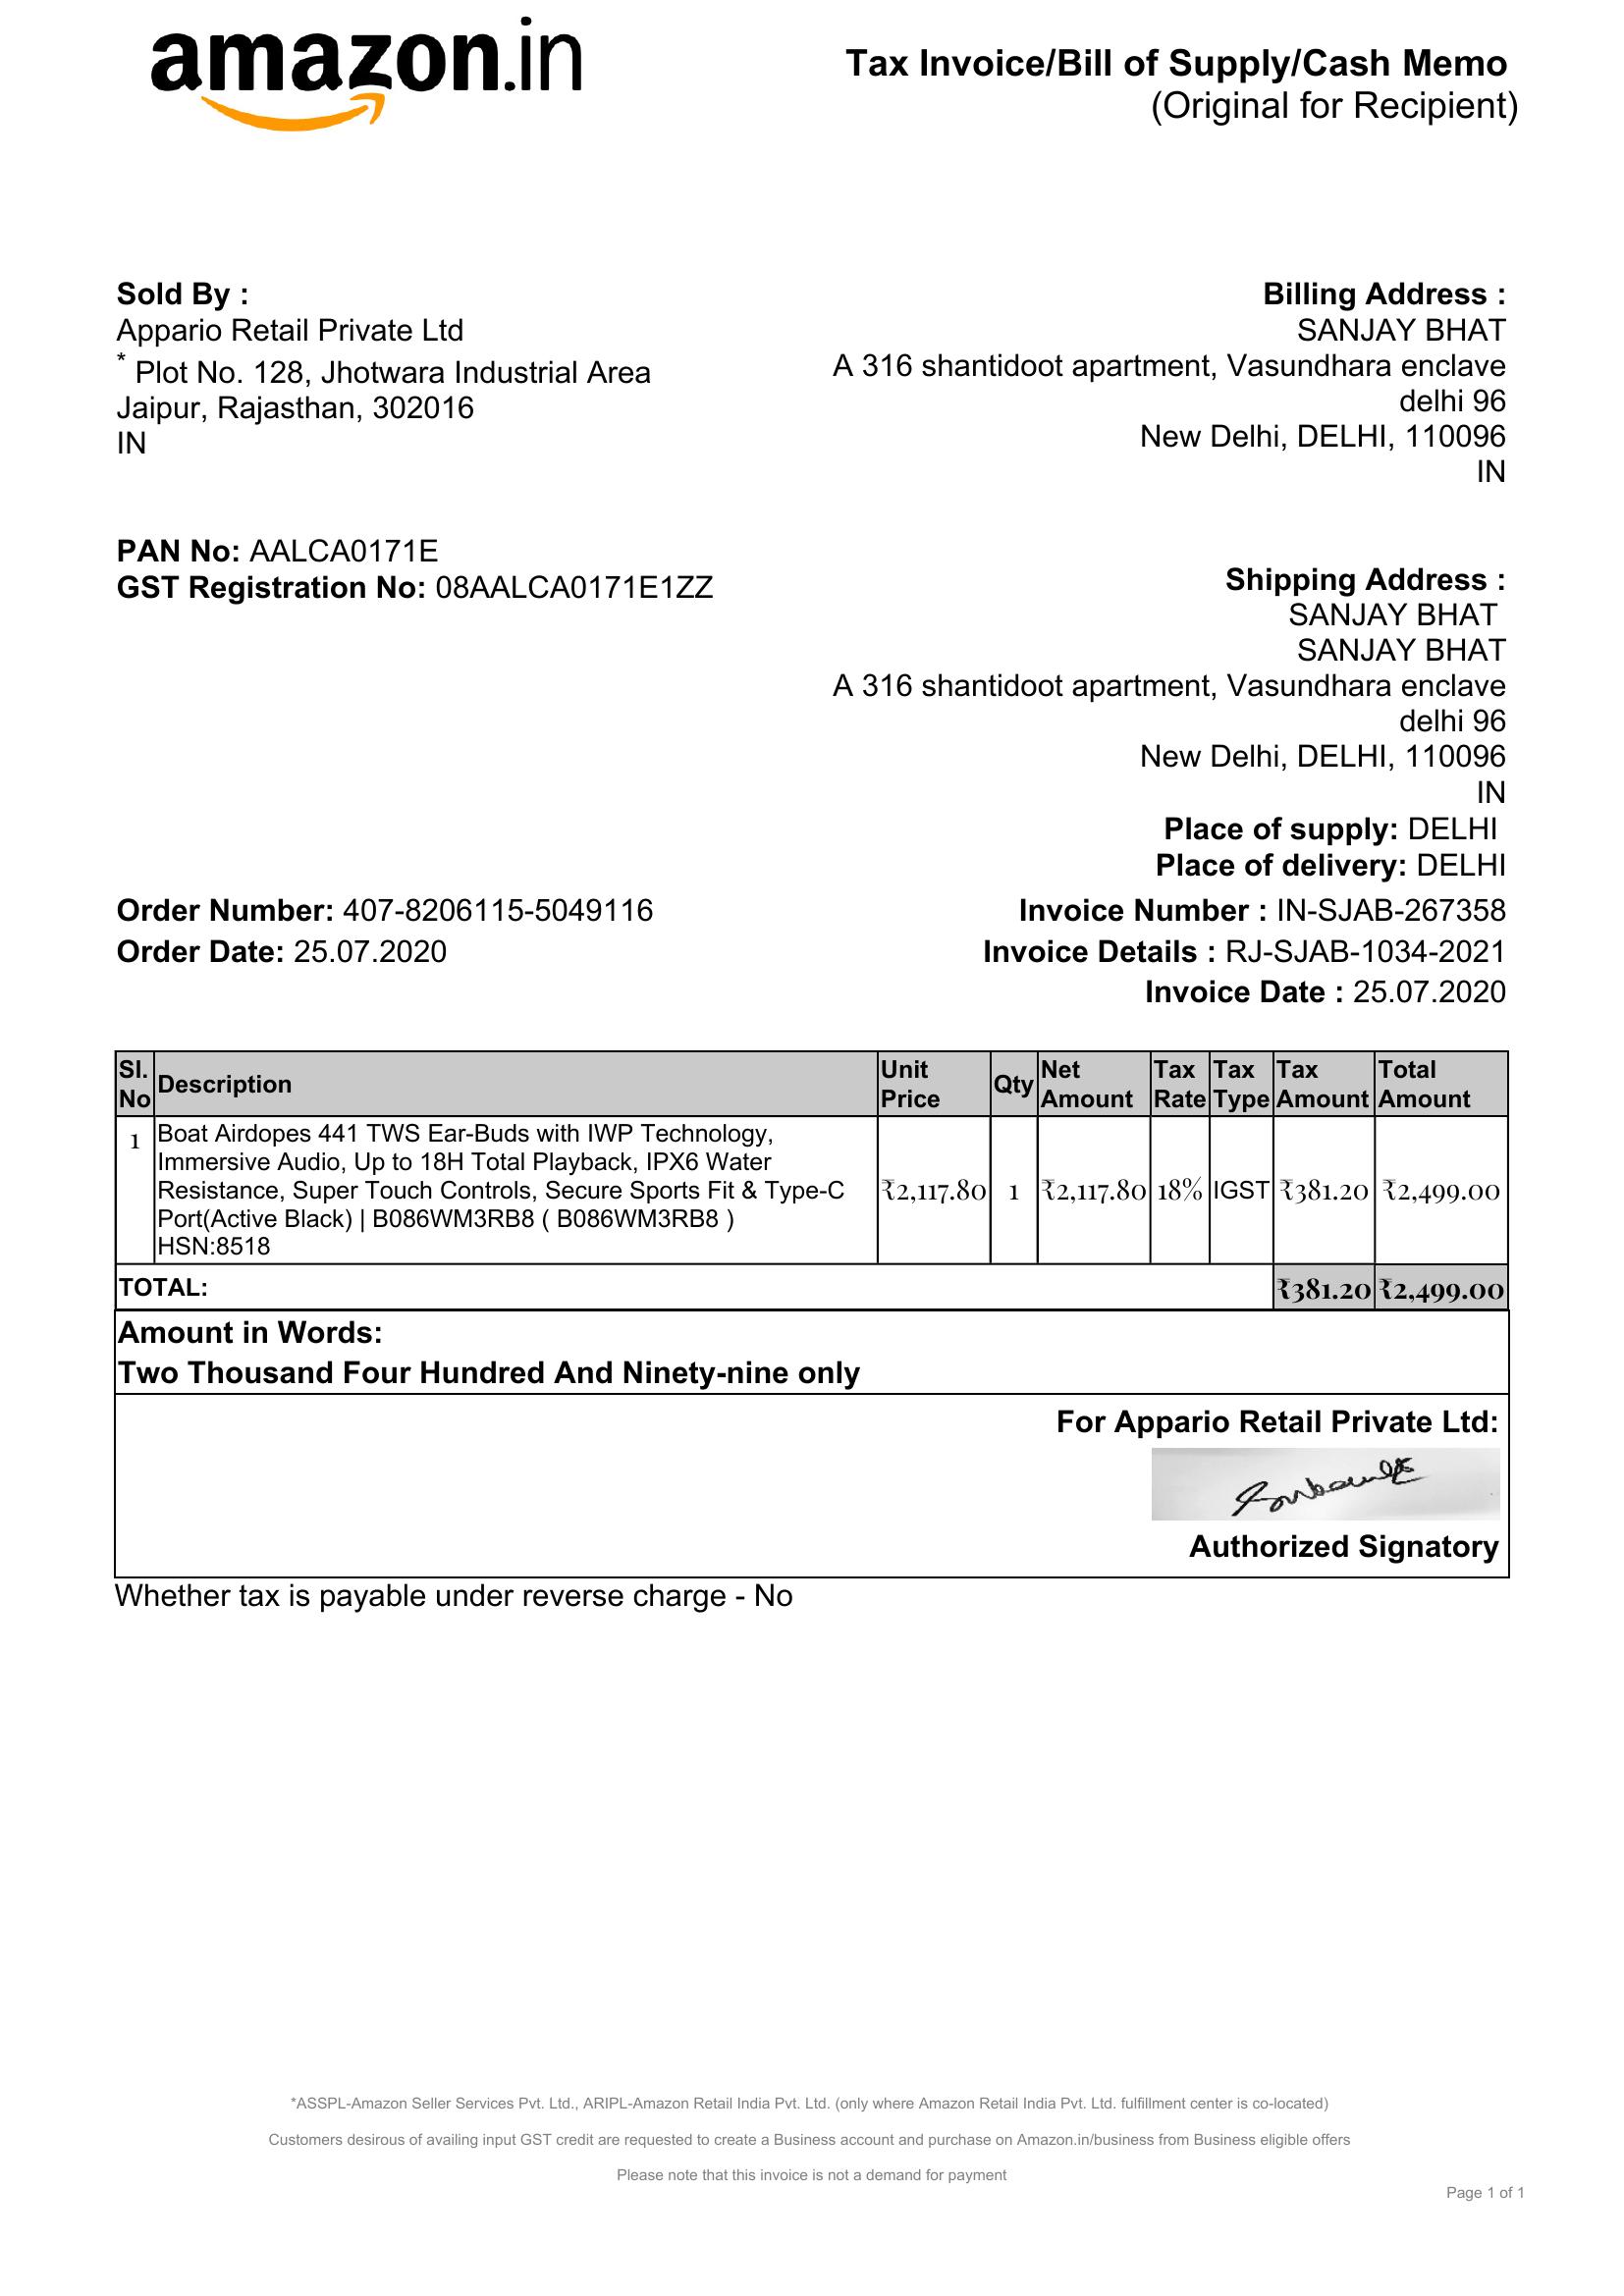 amazon.in
Tax Invoice/Bill of Supply/Cash Memo
(Original for Recipient)
Sold By :
Appario Retail Private Ltd
* Plot No. 128, Jhotwara Industrial Area
Jaipur, Rajasthan, 302016
IN
PAN No: AALCA0171E
GST Registration No: 08AALCA0171E1ZZ
Billing Address :
SANJAY BHAT
A 316 shantidoot apartment, Vasundhara enclave
delhi 96
New Delhi, DELHI, 110096
IN
Shipping Address :
SANJAY BHAT
SANJAY BHAT
A 316 shantidoot apartment, Vasundhara enclave
delhi 96
New Delhi, DELHI, 110096
IN
Place of supply: DELHI
Place of delivery: DELHI
Order Number: 407-8206115-5049116
Order Date: 25.07.2020
Invoice Number : IN-SJAB-267358
Invoice Details : RJ-SJAB-1034-2021
Invoice Date : 25.07.2020
Sl. No Description Unit Price Qty Net Amount Tax Rate Tax Type Tax Amount Total Amount
1 Boat Airdopes 441 TWS Ear-Buds with IWP Technology,
Immersive Audio, Up to 18H Total Playback, IPX6 Water
Resistance, Super Touch Controls, Secure Sports Fit & Type-C ₹2,117.80 1 ₹2,117.80 18% IGST ₹381.20 ₹2,499.00
Port(Active Black) | B086WM3RB8 ( B086WM3RB8 )
HSN:8518
TOTAL: ₹381.20 ₹2,499.00
Amount in Words:
Two Thousand Four Hundred And Ninety-nine only
For Appario Retail Private Ltd:
Authorized Signatory
Whether tax is payable under reverse charge - No
*ASSPL-Amazon Seller Services Pvt. Ltd., ARIPL-Amazon Retail India Pvt. Ltd. (only where Amazon Retail India Pvt. Ltd. fulfillment center is co-located)
Customers desirous of availing input GST credit are requested to create a Business account and purchase on Amazon.in/business from Business eligible offers
Please note that this invoice is not a demand for payment
Page 1 of 1